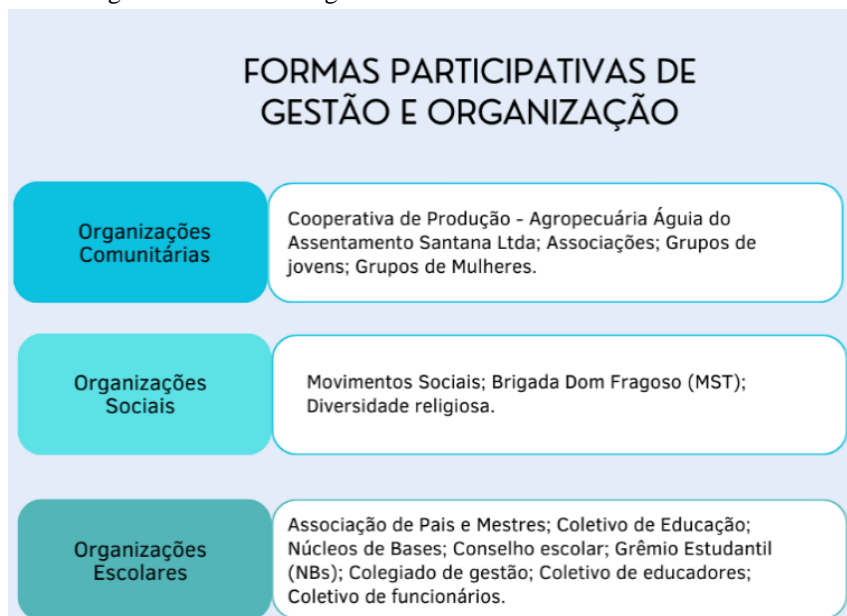 FORMAS PARTICIPATIVAS DE
GESTÃO E ORGANIZAÇÃO
Organizações
Comunitárias
Cooperativa de Produção - Agropecuária Águia do
Assentamento Santana Ltda; Associações; Grupos de
jovens; Grupos de Mulheres.
Organizações
Sociais
Movimentos Sociais; Brigada Dom Fragoso (MST);
Diversidade religiosa.
Organizações
Escolares
Associação de Pais e Mestres; Coletivo de Educação;
Núcleos de Bases; Conselho escolar; Grêmio Estudantil
(NBs); Colegiado de gestão; Coletivo de educadores;
Coletivo de funcionários.